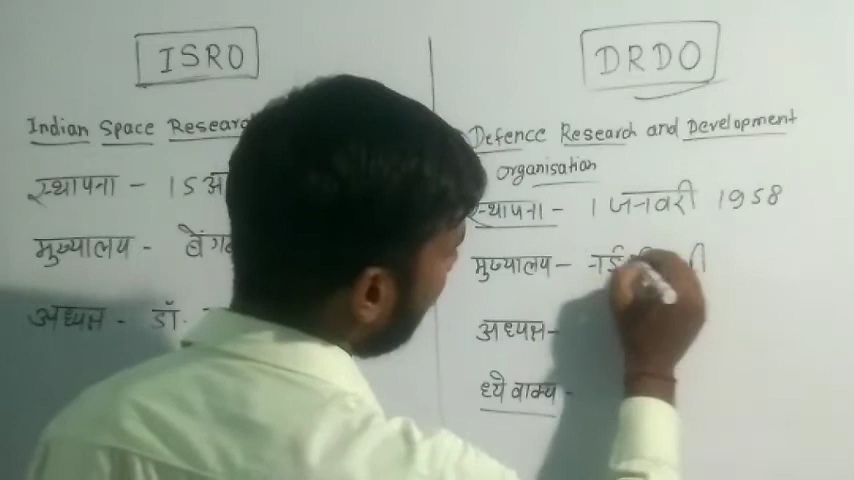 ISRO
Indian Space
स्थापना - 15
मुख्यालय -
अध्यक्ष - डॉ.
DRDO
Defence Research and Development
organisation
स्थापना - 1 जनवरी 1958
मुख्यालय -
अध्यक्ष-
ध्येवाक्य -